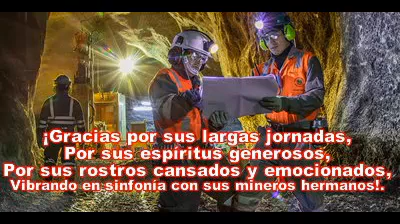 ¡Gracias por sus largas jornadas,
Por sus espíritus generosos,
Por sus rostros cansados y emocionados,
Vibrando en sinfonía con sus mineros hermanos!.